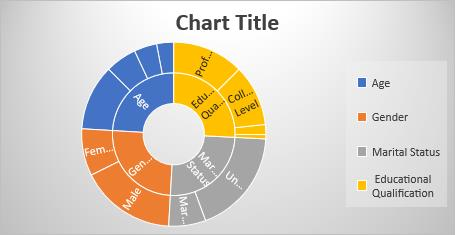 Chart Title
Prof...
Coll...
Level
Edu...
Qua...
Age
Fem...
Gen...
Male
Mar...
Status
Mar...
Un...
Age
Gender
Marital Status
Educational
Qualification